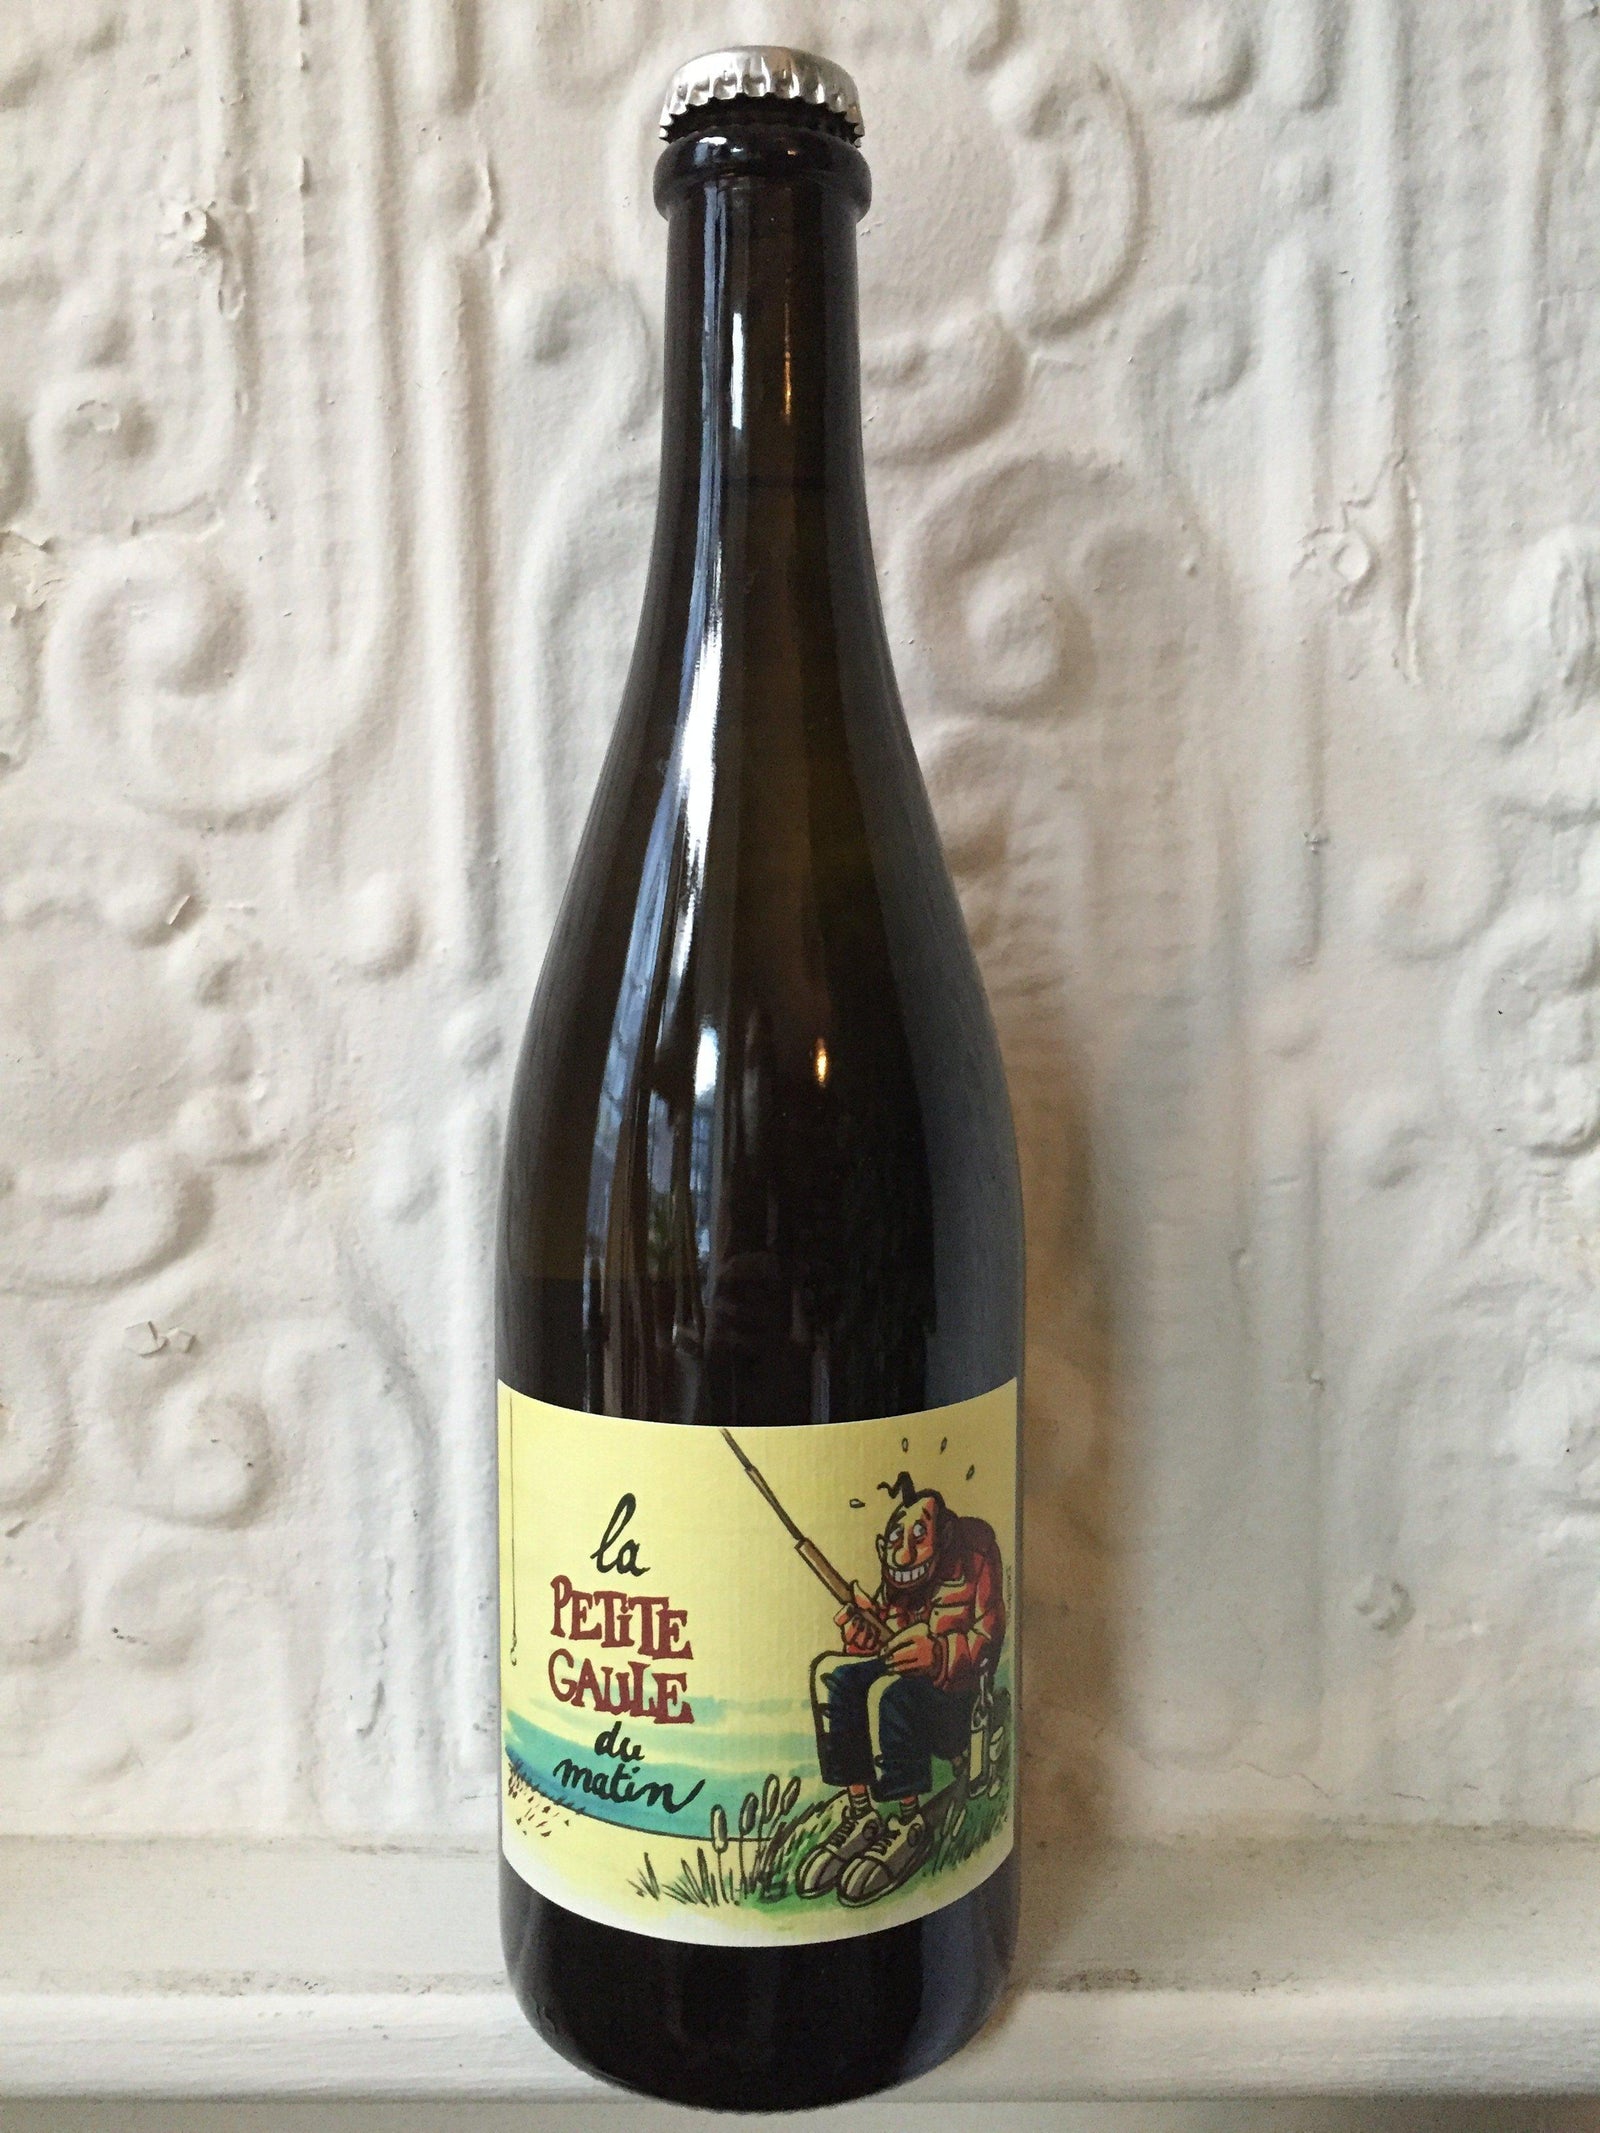 la
PETiTE
GAULE
du
matin